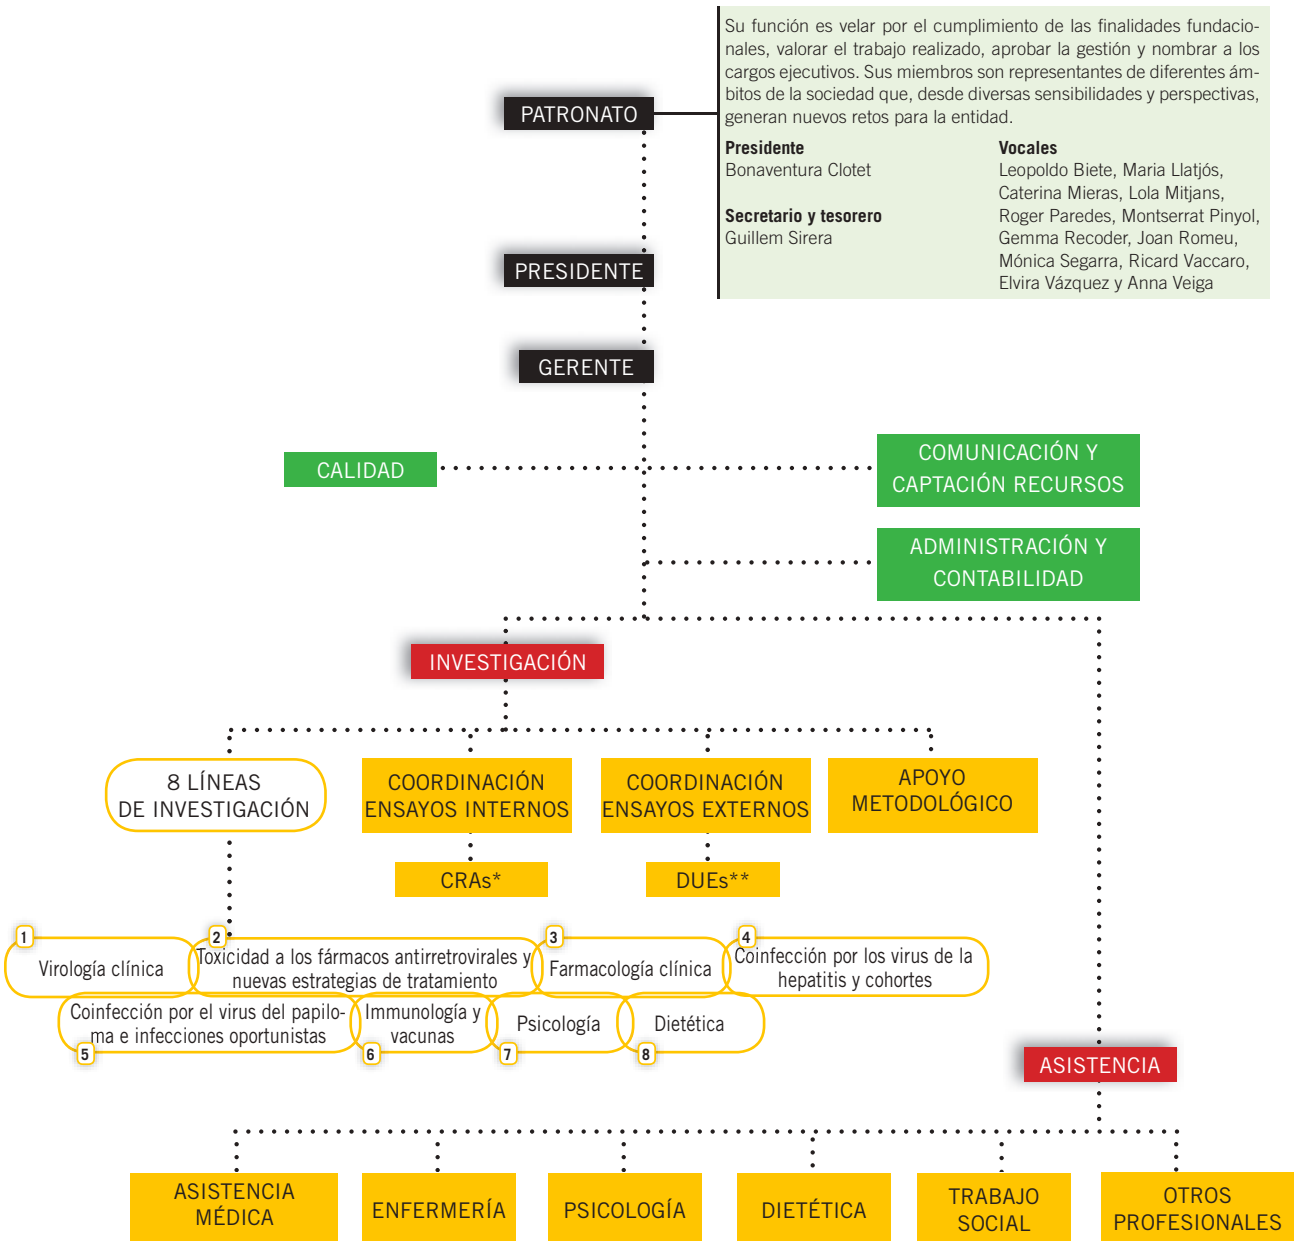 Su función es velar por el cumplimiento de las finalidades fundacio-
nales, valorar el trabajo realizado, aprobar la gestión y nombrar a los
cargos ejecutivos. Sus miembros son representantes de diferentes ám-
bitos de la sociedad que, desde diversas sensibilidades y perspectivas,
generan nuevos retos para la entidad.
PATRONATO
Presidente
Bonaventura Clotet
Secretario y tesorero
Guillem Sirera
Vocales
Leopoldo Biete, Maria Llatjós,
Caterina Mieras, Lola Mitjans,
Roger Paredes, Montserrat Pinyol,
Gemma Recoder, Joan Romeu,
Mónica Segarra, Ricard Vaccaro,
Elvira Vázquez y Anna Veiga
PRESIDENTE
GERENTE
CALIDAD
COMUNICACIÓN Y
CAPTACIÓN RECURSOS
ADMINISTRACIÓN Y
CONTABILIDAD
INVESTIGACIÓN
8 LÍNEAS
DE INVESTIGACIÓN
COORDINACIÓN
ENSAYOS INTERNOS
COORDINACIÓN
ENSAYOS EXTERNOS
APOYO
METODOLÓGICO
CRAs*
DUEs**
1
Virología clínica
2
Toxicidad a los fármacos antirretrovirales y
nuevas estrategias de tratamiento
3
Farmacología clínica
4
Coinfección por los virus de la
hepatitis y cohortes
Coinfección por el virus del papilo-
ma e infecciones oportunistas
5
Immunología y
vacunas
6
Psicología
7
Dietética
8
ASISTENCIA
ASISTENCIA
MÉDICA
ENFERMERÍA
PSICOLOGÍA
DIETÉTICA
TRABAJO
SOCIAL
OTROS
PROFESIONALES